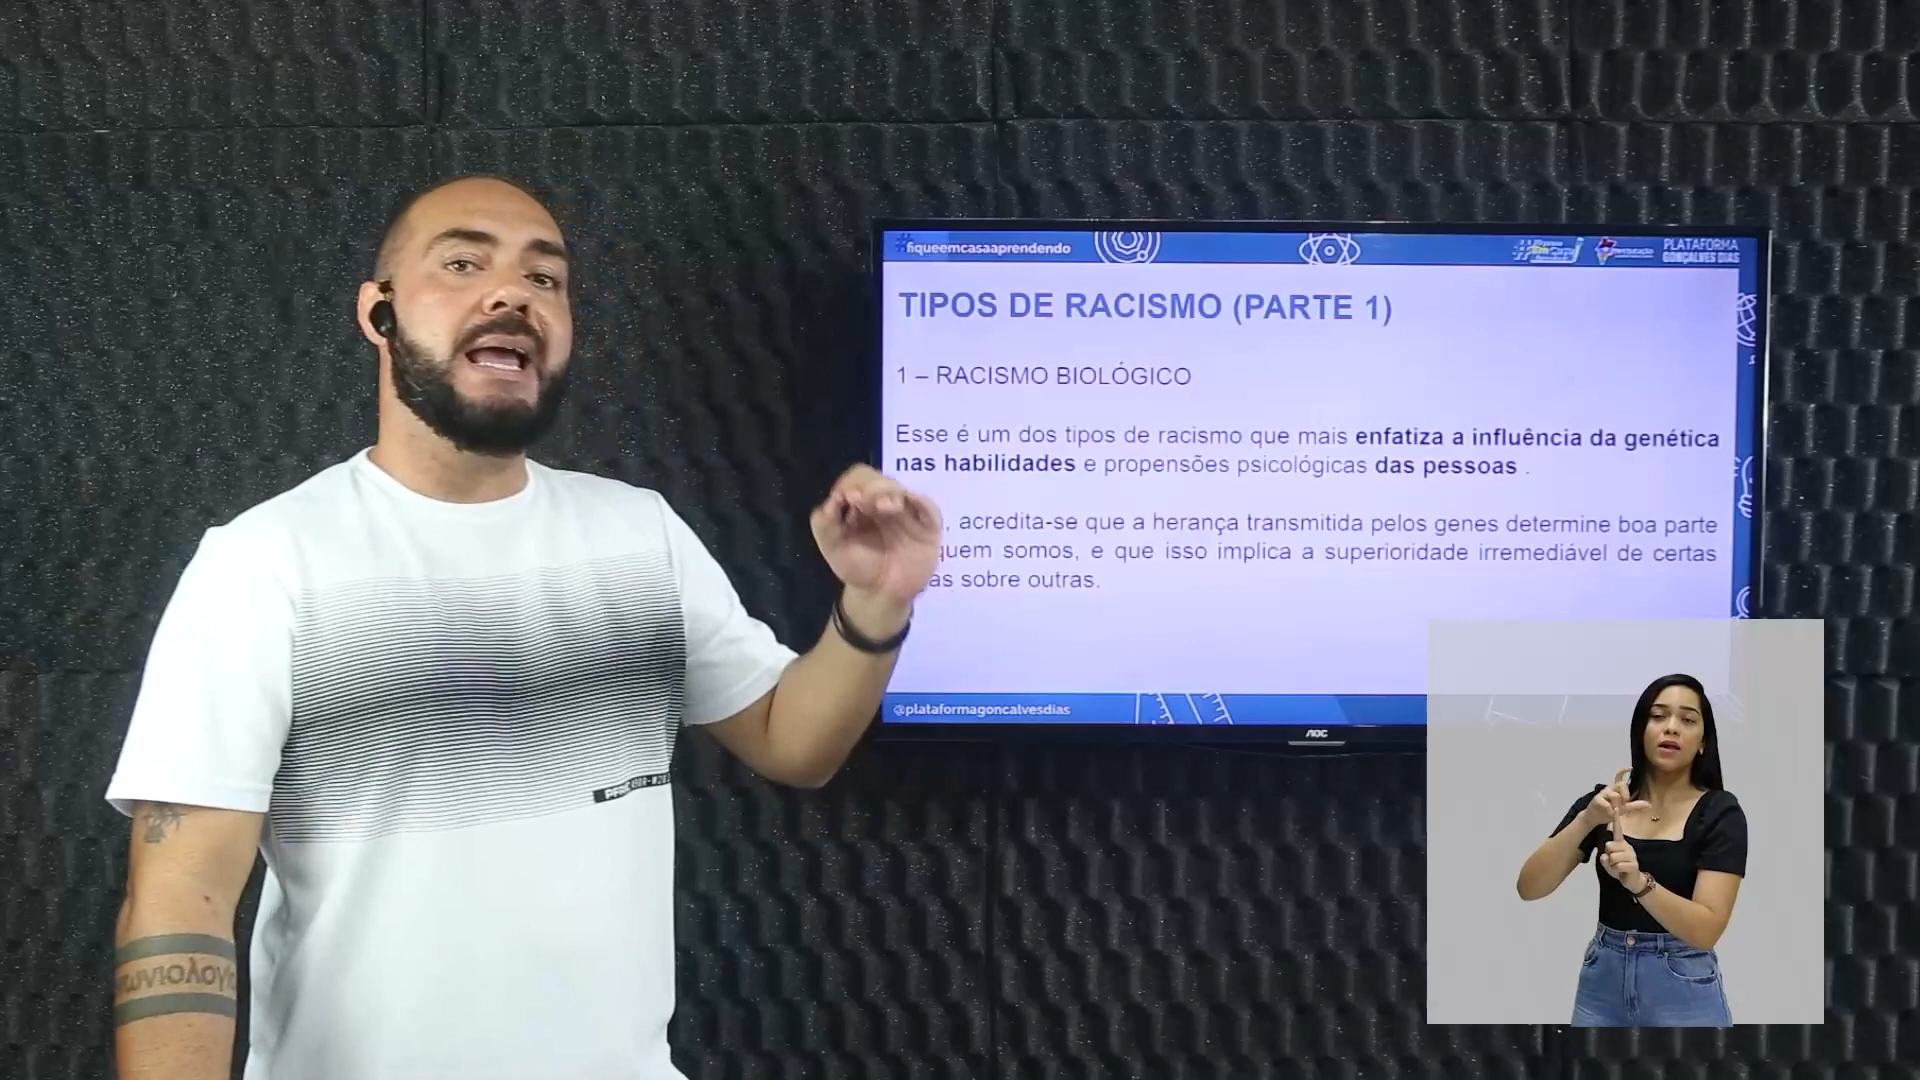 #fiqueemcasaaprendendo
PLATAFORMA
GONÇALVES DIAS
TIPOS DE RACISMO (PARTE 1)
1 – RACISMO BIOLÓGICO
Esse é um dos tipos de racismo que mais enfatiza a influência da genética
nas habilidades e propensões psicológicas das pessoas .
, acredita-se que a herança transmitida pelos genes determine boa parte
quem somos, e que isso implica a superioridade irremediável de certas
sobre outras.
@plataformagoncalvesdias
AOC